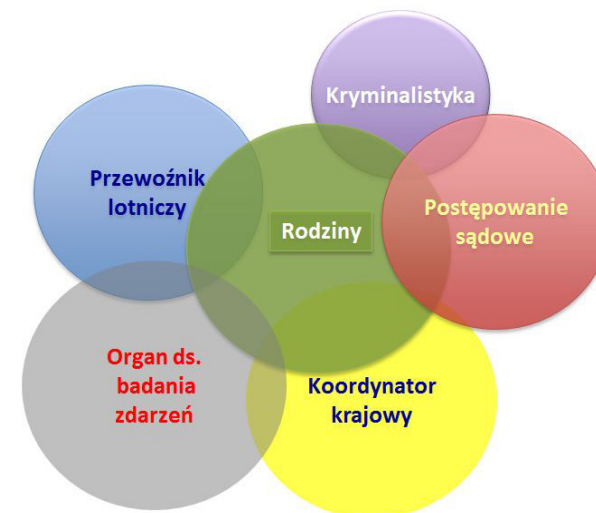 Kryminalistyka
Przewoźnik
lotniczy
Postępowanie
sądowe
Rodziny
Organ ds.
badania
zdarzeń
Koordynator
krajowy